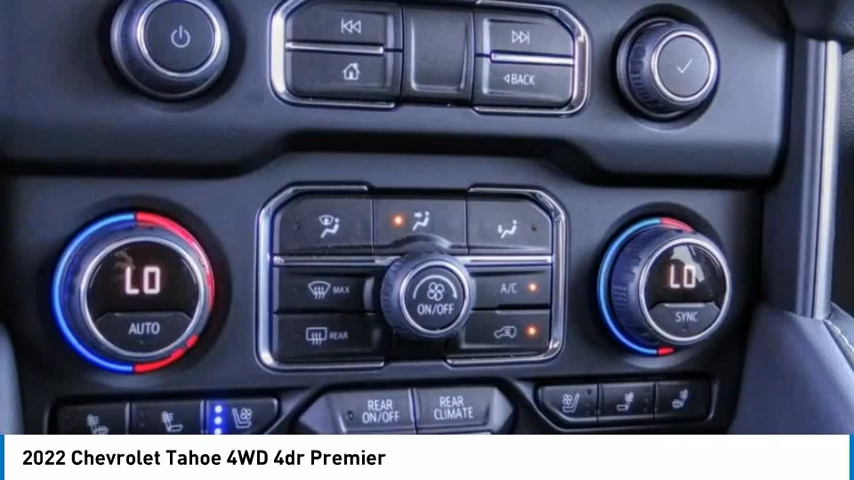 ◁BACK
LO
LO
AUTO
SYNC
MAX
A/C
ON/OFF
REAR
REAR
ON/OFF
REAR
CLIMATE
2022 Chevrolet Tahoe 4WD 4dr Premier